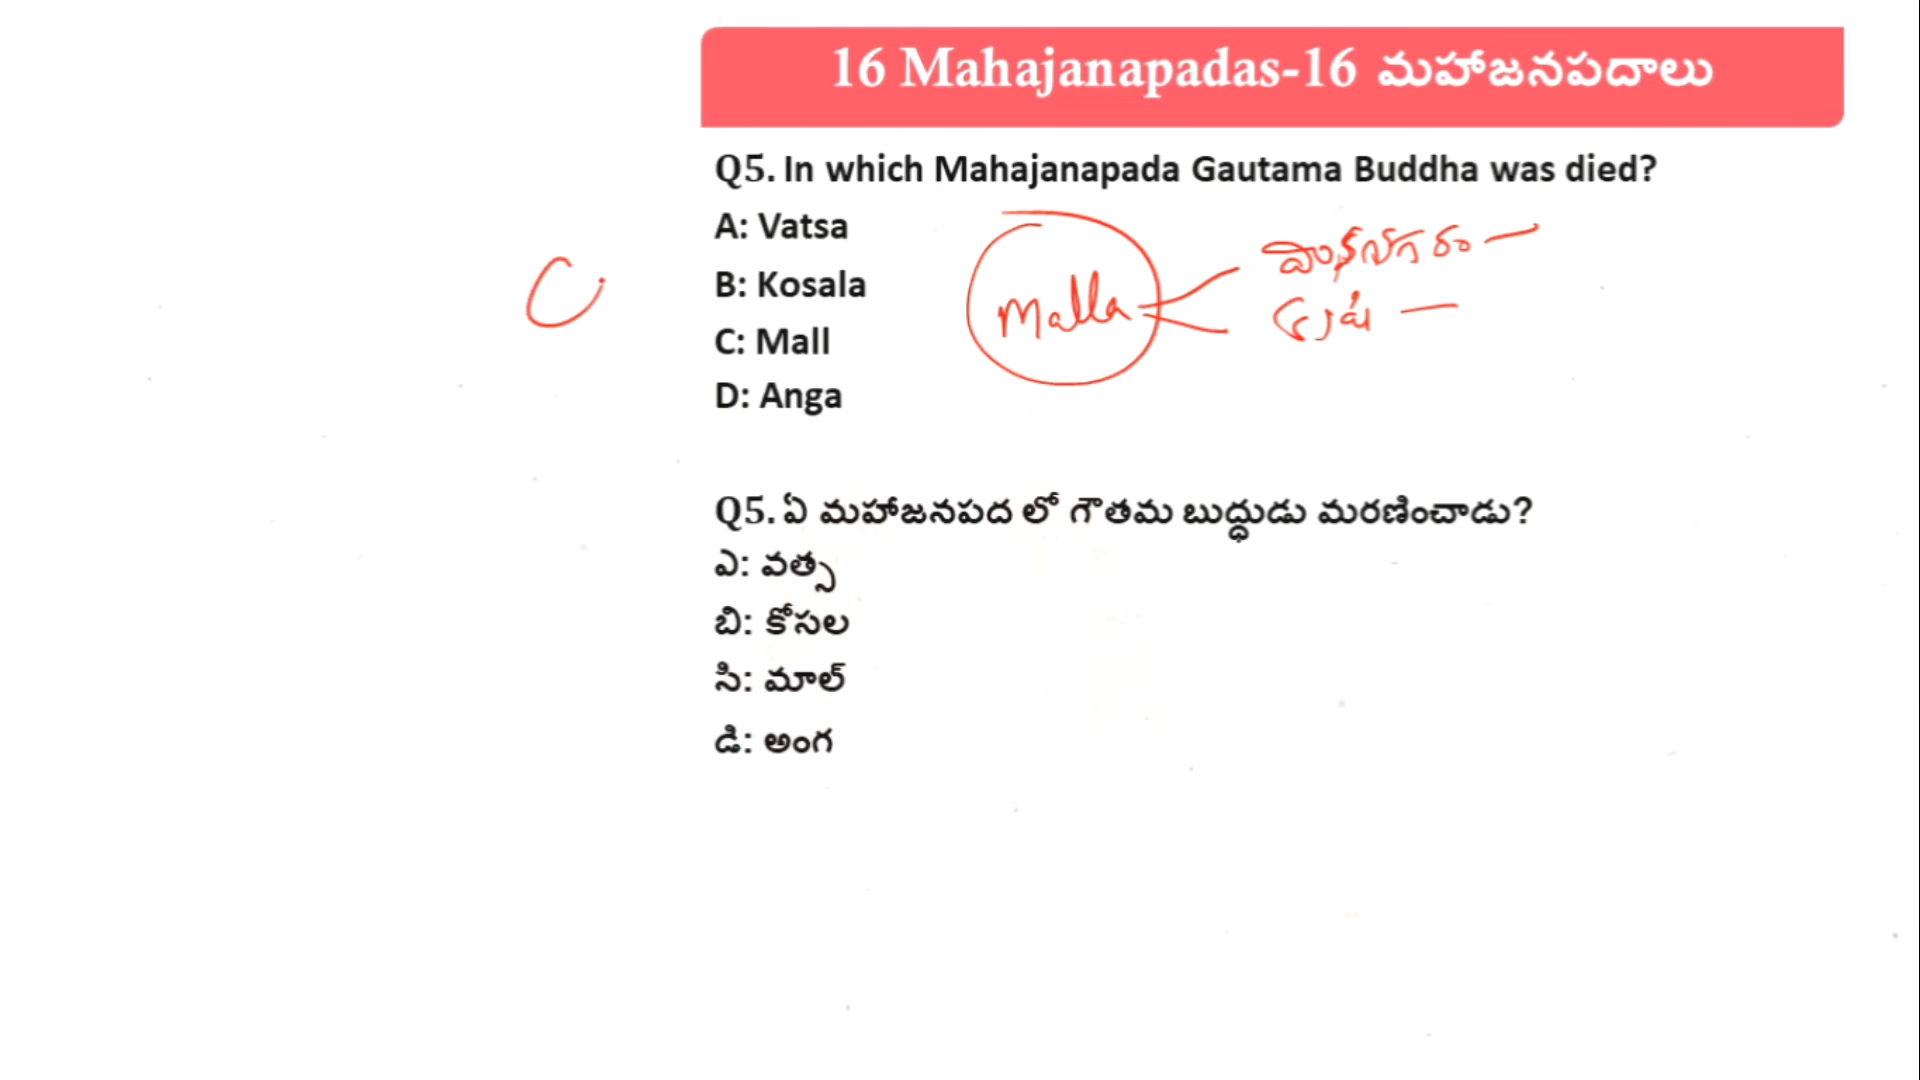 16 Mahajanapadas-16 మహాజనపదాలు
Q5. In which Mahajanapada Gautama Buddha was died?
A: Vatsa
B: Kosala
C: Mall
D: Anga
C
Malla
Q5. ఏ మహాజనపద లో గౌతమ బుద్ధుడు మరణించాడు?
ఎ: వత్స
బి: కోసల
సి: మాల్
డి: అంగ